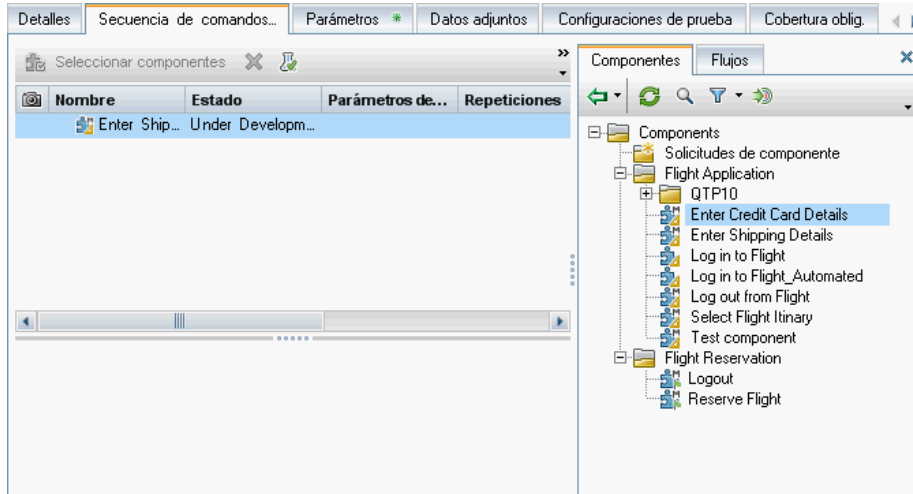 Detalles Secuencia de comandos... Parámetros * Datos adjuntos Configuraciones de prueba Cobertura oblig.
Seleccionar componentes
Nombre Estado Parámetros de... Repeticiones
Enter Ship... Under Developm...
Componentes Flujos
Components
Solicitudes de componente
Flight Application
QTP10
Enter Credit Card Details
Enter Shipping Details
Log in to Flight
Log in to Flight_Automated
Log out from Flight
Select Flight Itinary
Test component
Flight Reservation
Logout
Reserve Flight